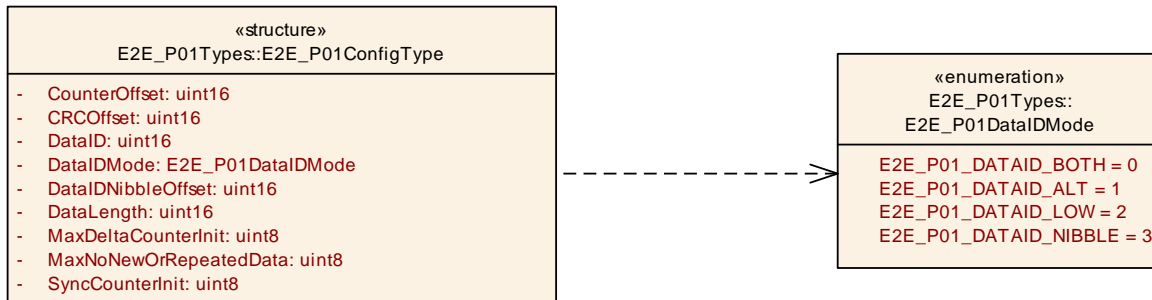 «structure»
E2E_P01Types::E2E_P01ConfigType
- CounterOffset: uint16
- CRCOffset: uint16
- DataID: uint16
- DataIDMode: E2E_P01DataIDMode
- DataIDNibbleOffset: uint16
- DataLength: uint16
- MaxDeltaCounterInit: uint8
- MaxNoNewOrRepeatedData: uint8
- SyncCounterInit: uint8
«enumeration»
E2E_P01Types::
E2E_P01DataIDMode
E2E_P01_DATAID_BOTH = 0
E2E_P01_DATAID_ALT = 1
E2E_P01_DATAID_LOW = 2
E2E_P01_DATAID_NIBBLE = 3